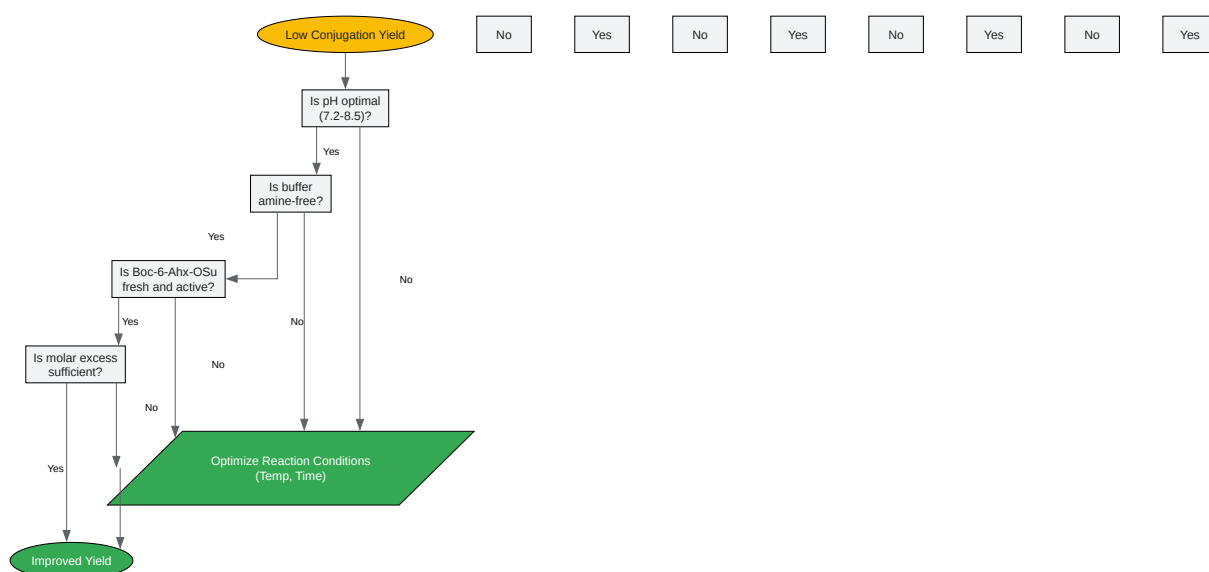 Low Conjugation Yield
No
Yes
No
Yes
No
Yes
No
Yes
Is pH optimal
(7.2-8.5)?
Yes
Is buffer
amine-free?
Yes
Is Boc-6-Ahx-OSu
fresh and active?
No
Yes
No
Is molar excess
sufficient?
No
No
Optimize Reaction Conditions
(Temp, Time)
Yes
Improved Yield